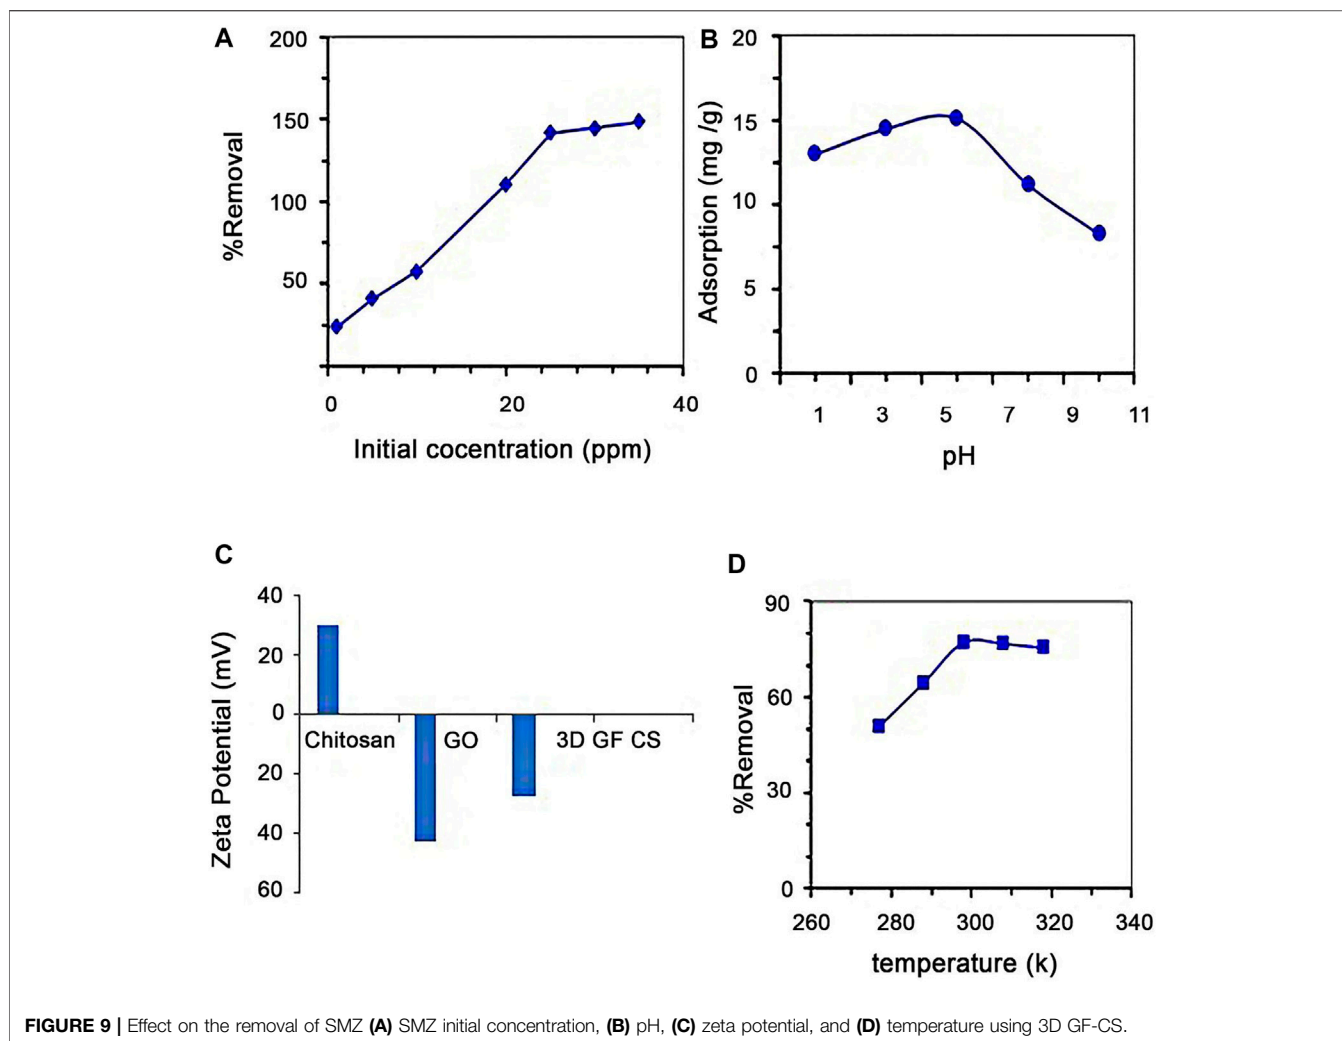 A
200
150
100
50
%Removal
0 20 40
Initial cocentration (ppm)
B
20
15
10
5
0
Adsorption (mg /g)
1 3 5 7 9 11
pH
C
40
20
0
20
40
60
Zeta Potential (mV)
Chitosan GO 3D GF CS
D
90
60
30
0
%Removal
260 280 300 320 340
temperature (k)
FIGURE 9 | Effect on the removal of SMZ (A) SMZ initial concentration, (B) pH, (C) zeta potential, and (D) temperature using 3D GF-CS.